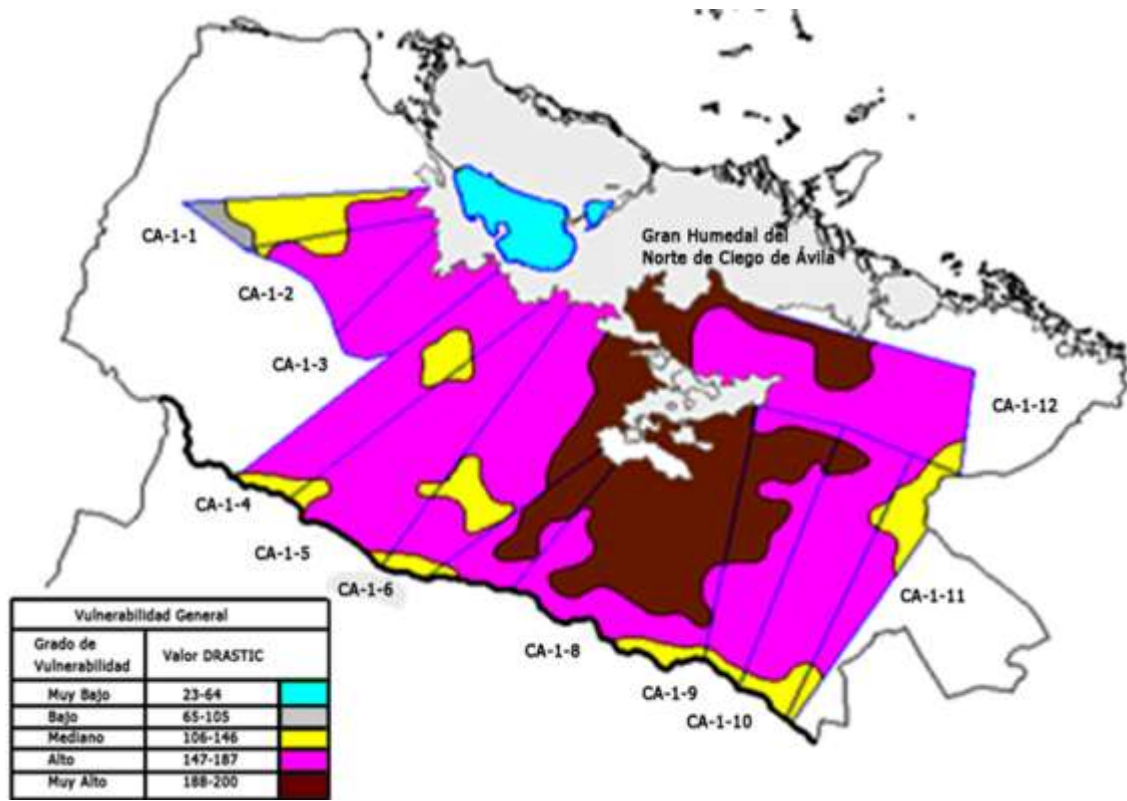 CA-1-1
Gran Humedal del
Norte de Ciego de Ávila
CA-1-2
CA-1-3
CA-1-12
CA-1-4
CA-1-5
CA-1-6
CA-1-11
CA-1-8
CA-1-9
CA-1-10
Vulnerabilidad General
Grado de Vulnerabilidad Valor DRASTIC
Muy Bajo 23-64
Bajo 65-105
Mediano 106-146
Alto 147-187
Muy Alto 188-200